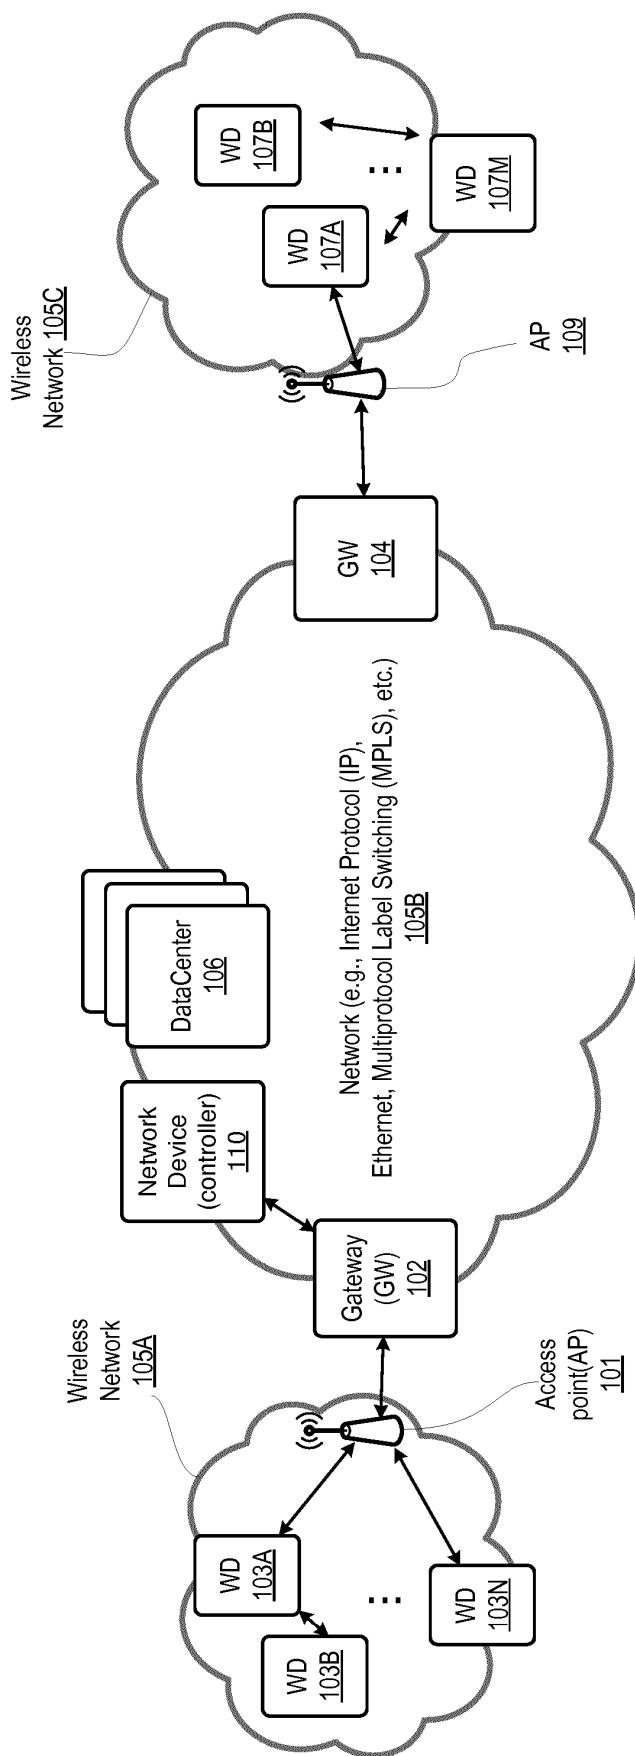 Wireless
Network
105A
WD
103A
WD
103B
...
WD
103N
Access
point(AP)
101
Network
Device
(controller)
110
Gateway
(GW)
102
DataCenter
106
Network (e.g., Internet Protocol (IP),
Ethernet, Multiprotocol Label Switching (MPLS), etc.)
105B
GW
104
Wireless
Network 105C
WD
107B
WD
107A
...
WD
107M
AP
109